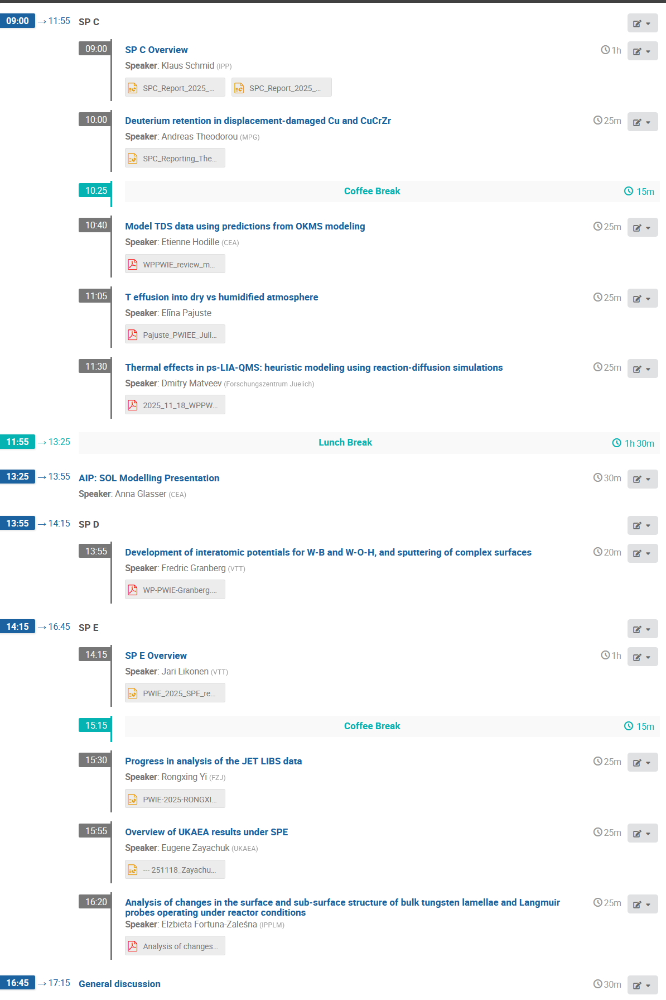 09:00 → 11:55 SP C
09:00 SP C Overview 1h
Speaker: Klaus Schmid (IPP)
SPC_Report_2025_... SPC_Report_2025_...
10:00 Deuterium retention in displacement-damaged Cu and CuCrZr 25m
Speaker: Andreas Theodorou (MPG)
SPC_Reporting_The...
10:25 Coffee Break 15m
10:40 Model TDS data using predictions from OKMS modeling 25m
Speaker: Etienne Hodille (CEA)
WPPWIE_review_m...
11:05 T effusion into dry vs humidified atmosphere 25m
Speaker: Elīna Pajuste
Pajuste_PWIEE_Juli...
11:30 Thermal effects in ps-LIA-QMS: heuristic modeling using reaction-diffusion simulations 25m
Speaker: Dmitry Matveev (Forschungszentrum Juelich)
2025_11_18_WPPW...
11:55 → 13:25 Lunch Break 1h 30m
13:25 → 13:55 AIP: SOL Modelling Presentation 30m
Speaker: Anna Glasser (CEA)
13:55 → 14:15 SP D
13:55 Development of interatomic potentials for W-B and W-O-H, and sputtering of complex surfaces 20m
Speaker: Fredric Granberg (VTT)
WP-PWIE-Granberg....
14:15 → 16:45 SP E
14:15 SP E Overview 1h
Speaker: Jari Likonen (VTT)
PWIE_2025_SPE_re...
15:15 Coffee Break 15m
15:30 Progress in analysis of the JET LIBS data 25m
Speaker: Rongxing Yi (FZJ)
PWIE-2025-RONGXI...
15:55 Overview of UKAEA results under SPE 25m
Speaker: Eugene Zayachuk (UKAEA)
--- 251118_Zayachu...
16:20 Analysis of changes in the surface and sub-surface structure of bulk tungsten lamellae and Langmuir 25m
probes operating under reactor conditions
Speaker: Elżbieta Fortuna-Zaleśna (IPPLM)
Analysis of changes...
16:45 → 17:15 General discussion 30m